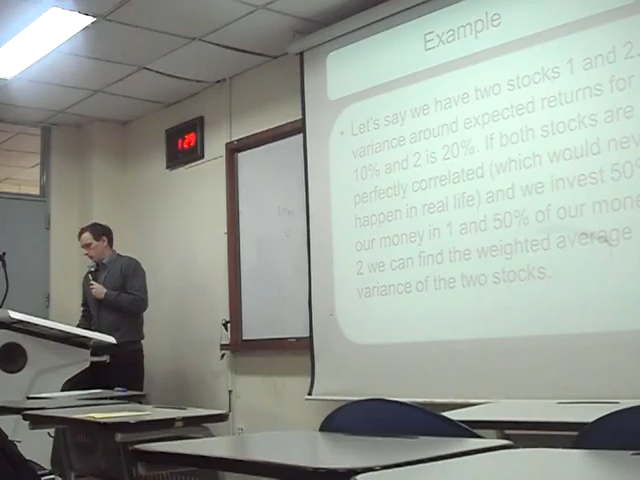 Example
• Let's say we have two stocks 1 and 2.
variance around expected returns for
10% and 2 is 20%. If both stocks are
perfectly correlated (which would nev
happen in real life) and we invest 50%
our money in 1 and 50% of our mone
2 we can find the weighted average
variance of the two stocks.
1:29